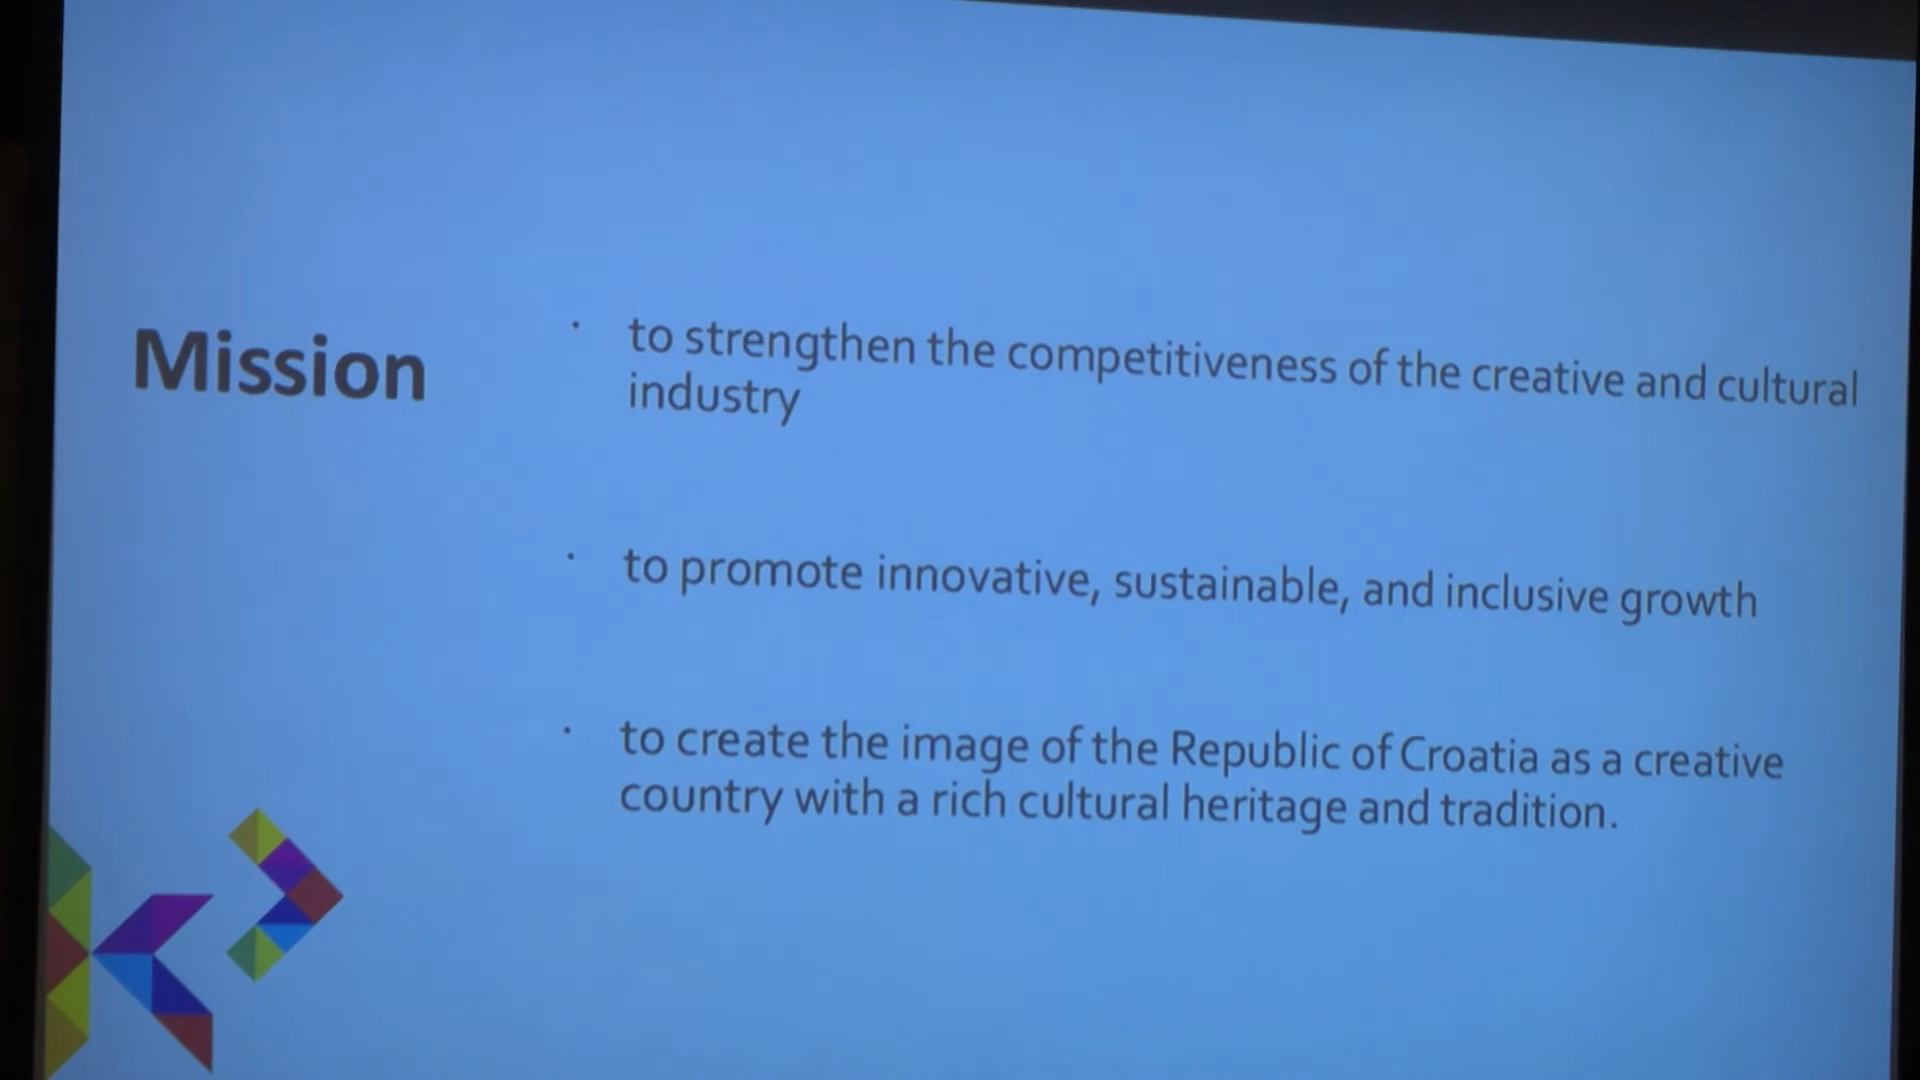 Mission
· to strengthen the competitiveness of the creative and cultural
industry
· to promote innovative, sustainable, and inclusive growth
· to create the image of the Republic of Croatia as a creative
country with a rich cultural heritage and tradition.